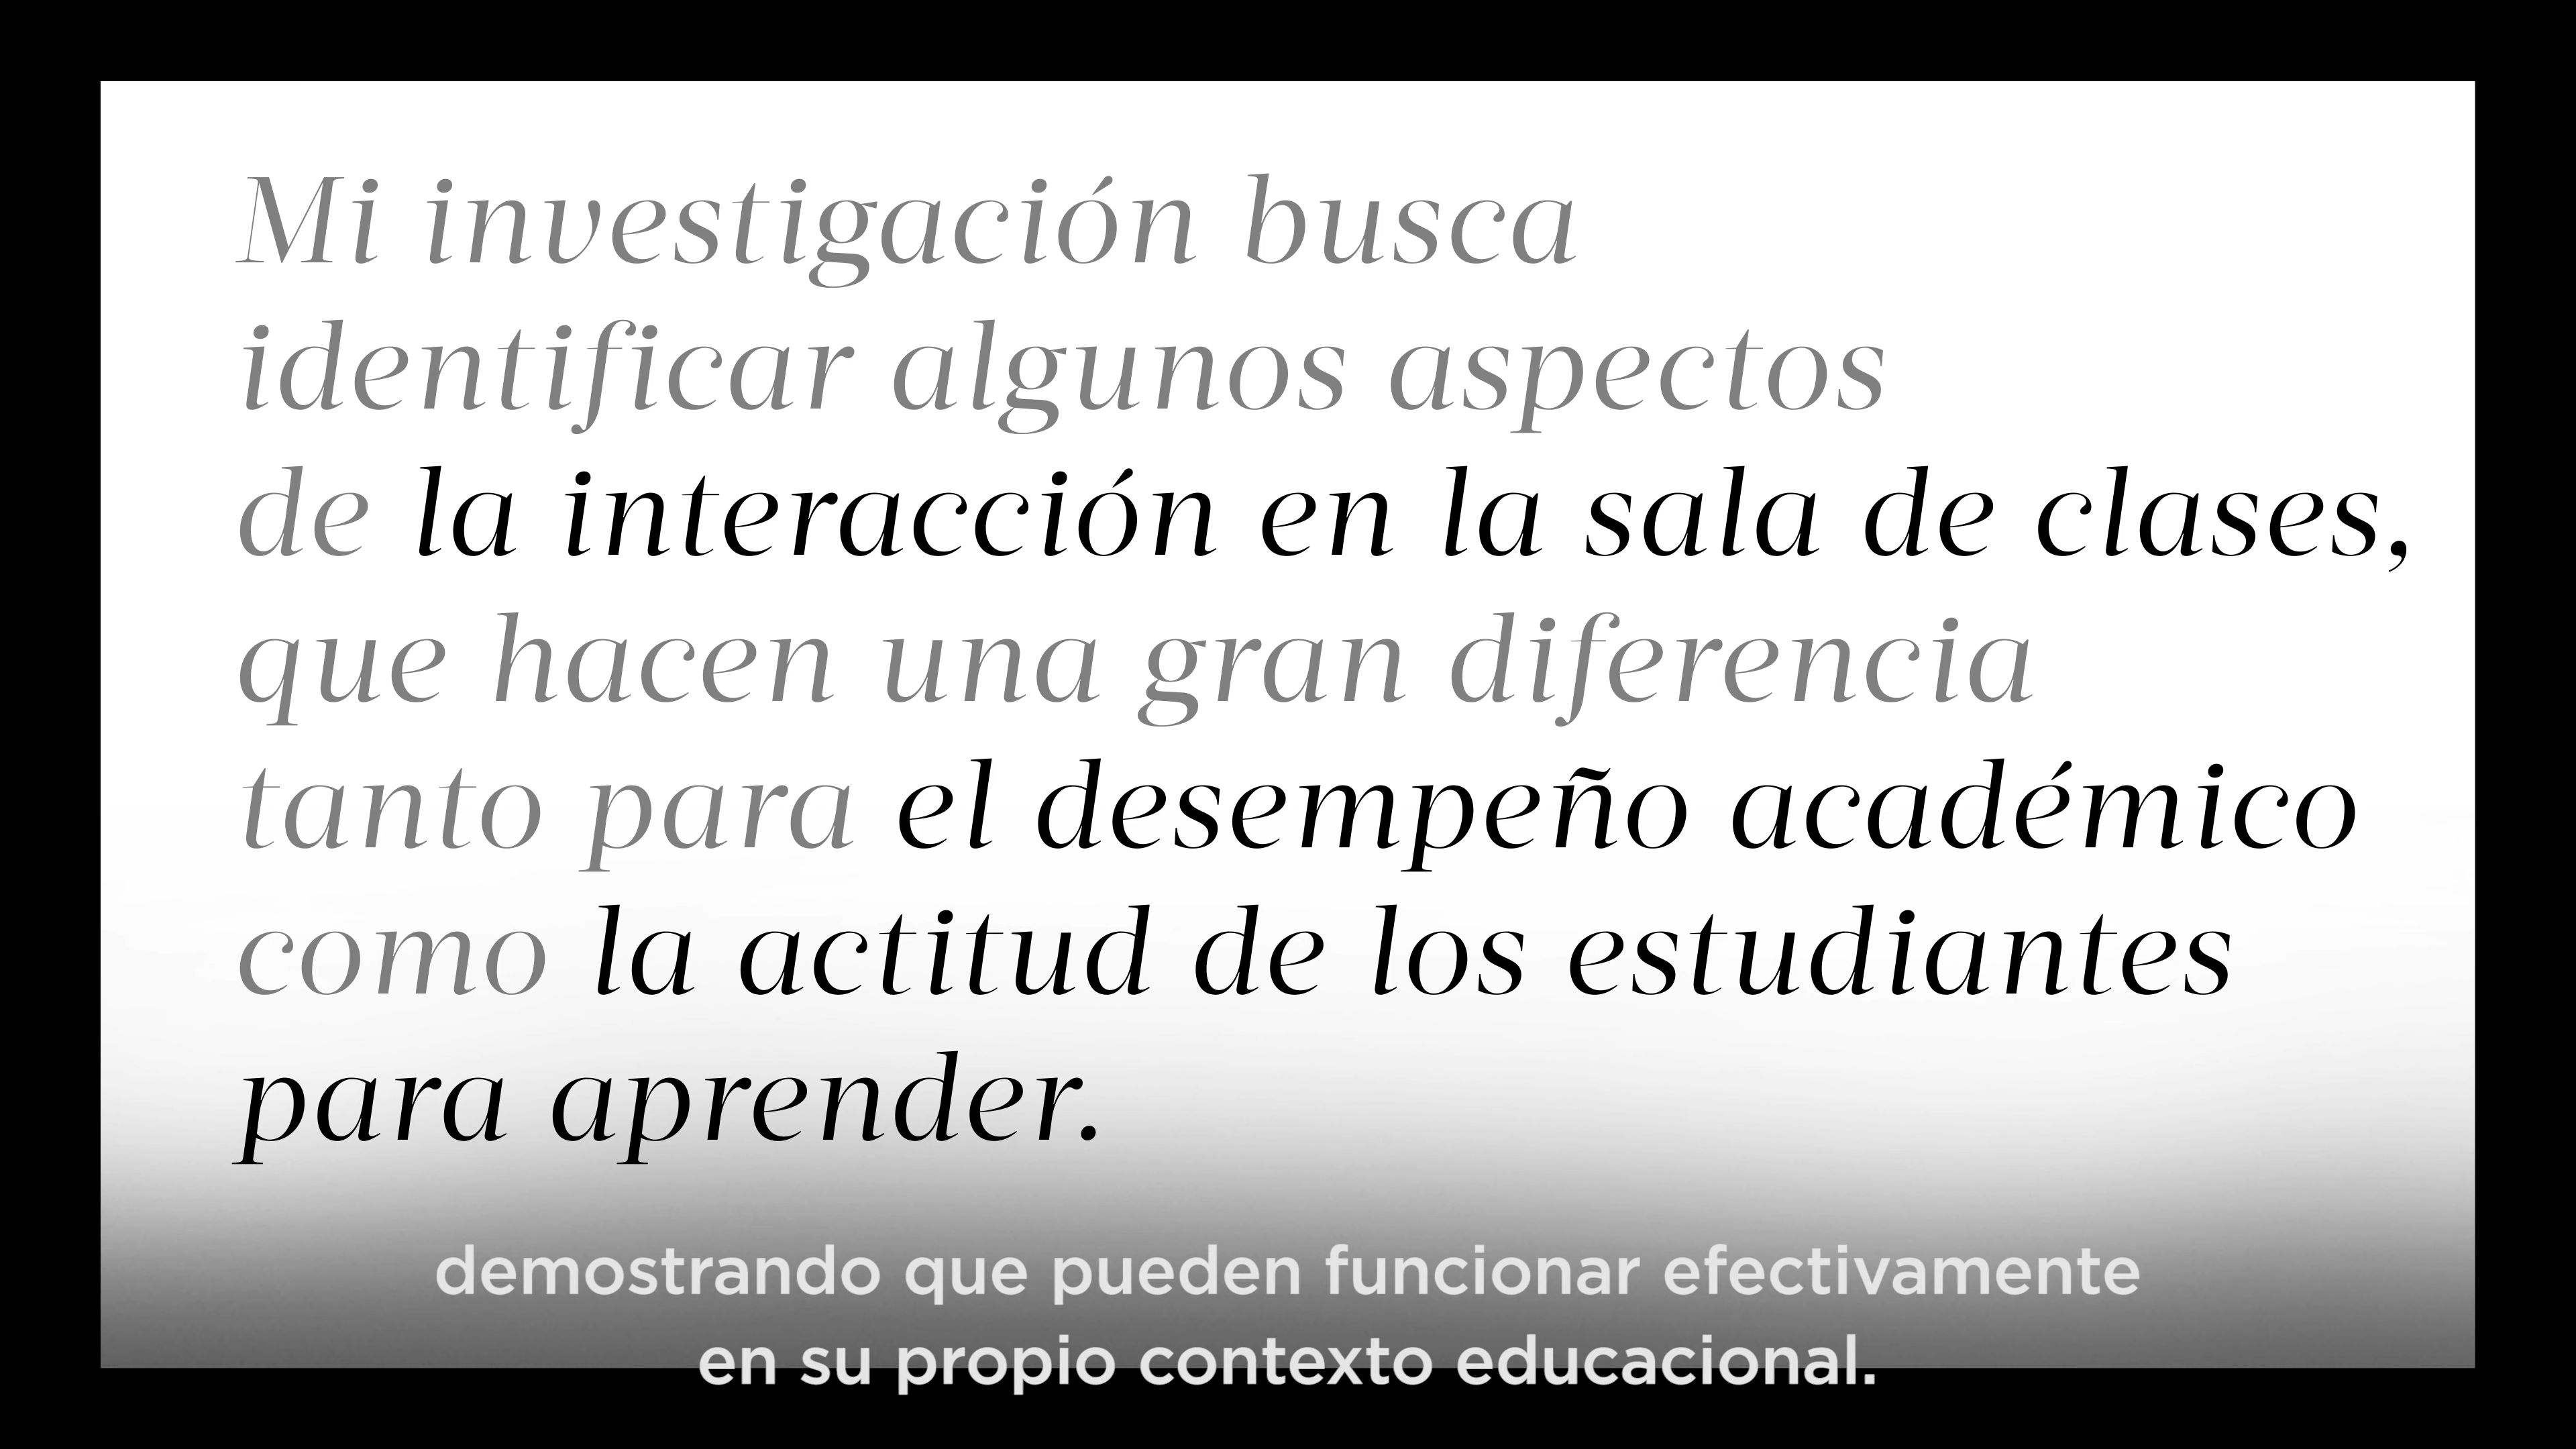 Mi investigación busca
identificar algunos aspectos
de la interacción en la sala de clases,
que hacen una gran diferencia
tanto para el desempeño académico
como la actitud de los estudiantes
para aprender.
demostrando que pueden funcionar efectivamente
en su propio contexto educacional.